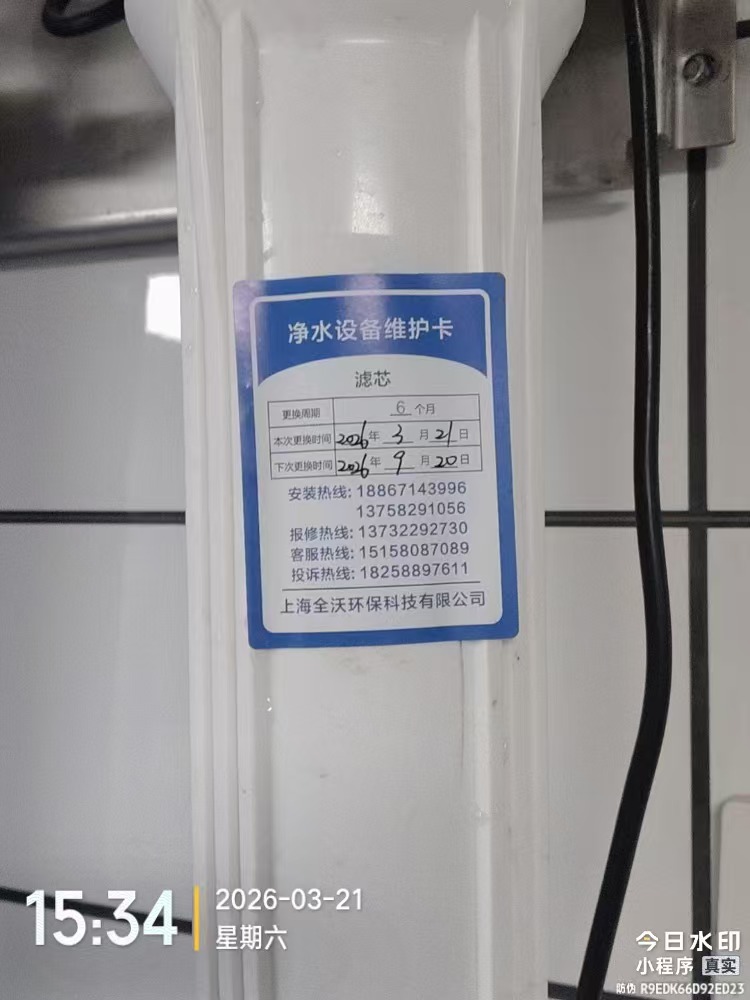 净水设备维护卡
滤芯
更换周期 6 个月
本次更换时间 2026 年 3 月 21 日
下次更换时间 2026 年 9 月 20 日
安装热线: 18867143996
13758291056
报修热线: 13732292730
客服热线: 15158087089
投诉热线: 18258897611
上海全沃环保科技有限公司
15:34
2026-03-21
星期六
今日水印
小程序 真实
防伪 R9EDK66D92ED23